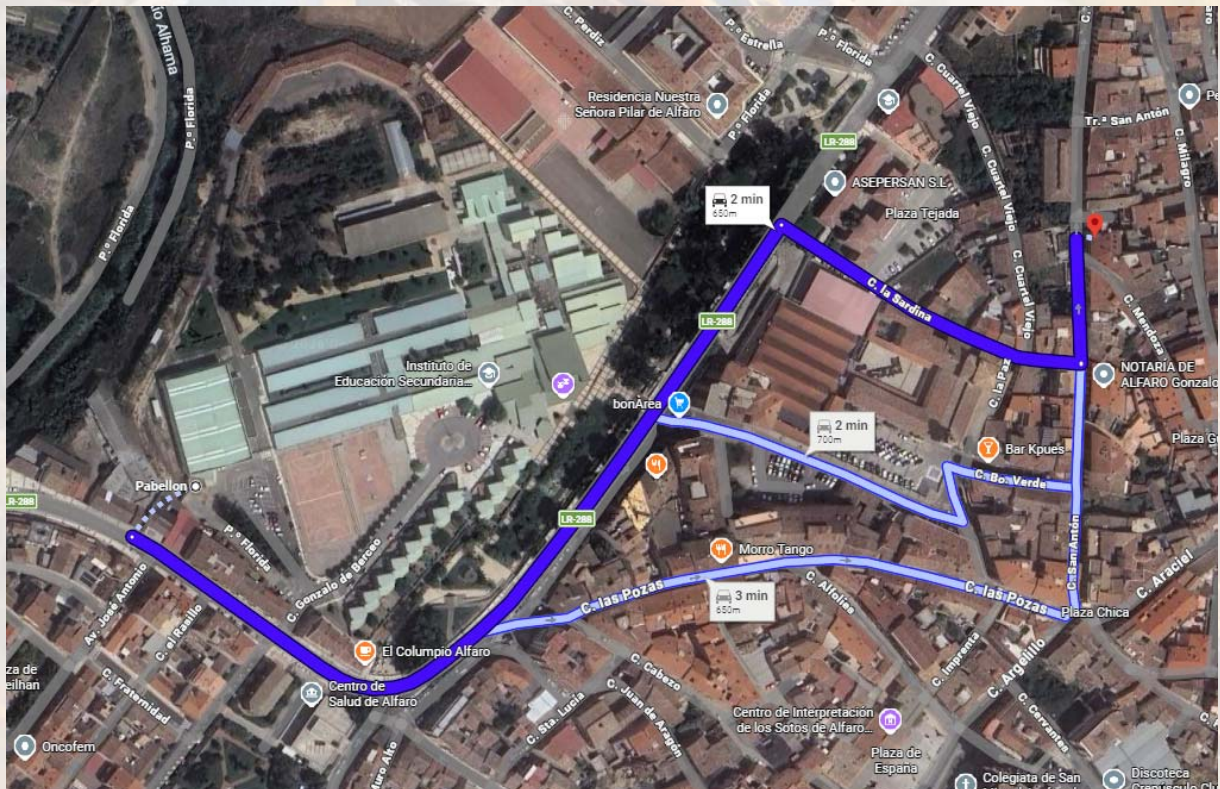 C. Perdiz
P.º Estrella
P.º Florida
C. Cuartel Viejo
Residencia Nuestra
Señora Pilar de Alfaro
P.º Florida
LR-288
Tr.ª San Antón
C. Milagro
P.º Florida
P.º Florida
ASEPERSAN S.L
Plaza Tejada
C. Cuartel Viejo
C. Cuartel Viejo
2 min
650m
C. la Sardina
LR-288
C. Mendoza
C. la Paz
NOTARÍA DE
ALFARO Gonzalo
Instituto de
Educación Secundaria...
bonÀrea
2 min
700m
Bar Kpues
C. Bo. Verde
Pabellon
LR-288
LR-288
P.º Florida
C. Gonzalo de Berceo
Morro Tango
3 min
650m
C. las Pozas
C. las Pozas
C. Alfolíes
C. San Antón
C. Araciel
Plaza Chica
Av. José Antonio
C. el Rasillo
C. Fraternidad
El Columpio Alfaro
Centro de
Salud de Alfaro
C. Imprenta
C. Argelillo
C. Cervantes
C. Cabezo
C. Juan de Aragón
C. Sta. Lucía
Centro de Interpretación
de los Sotos de Alfaro...
Plaza de
España
Oncofem
Muro Alto
Colegiata de San
Discoteca